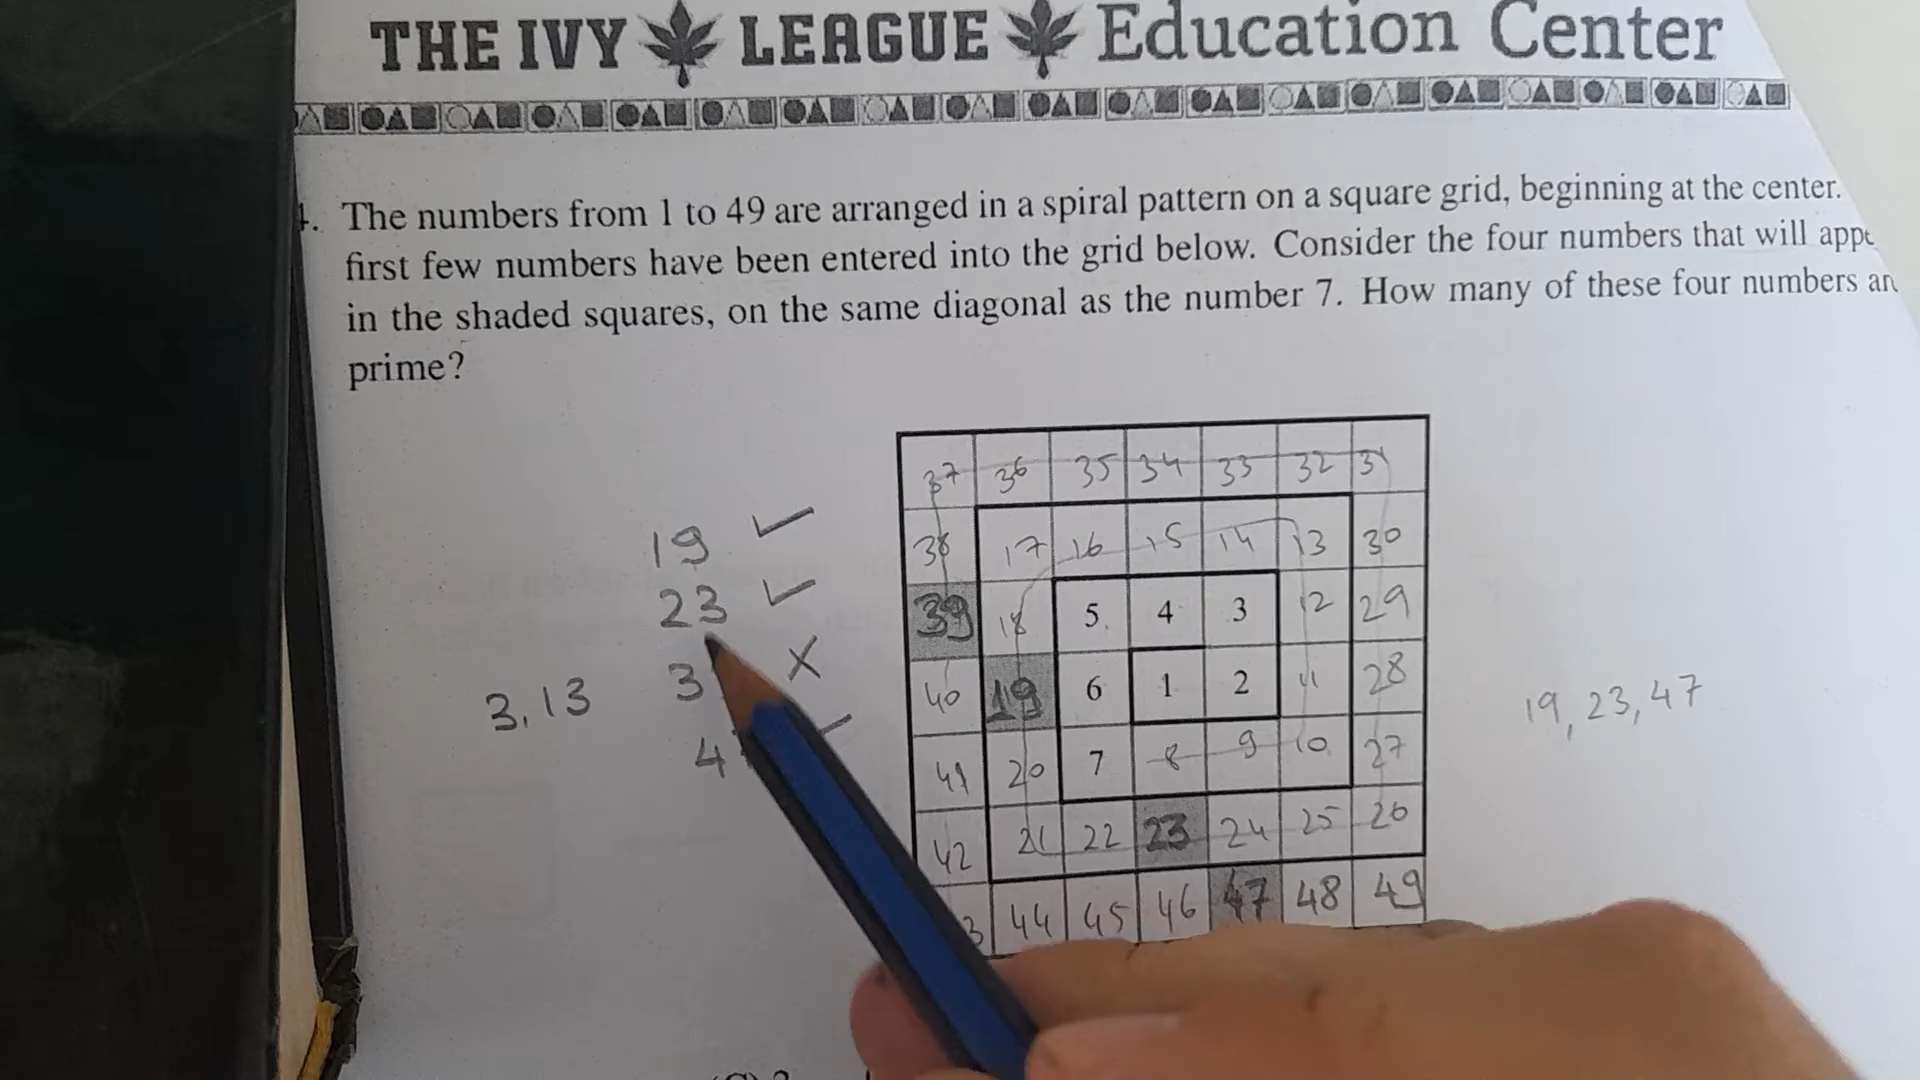 THE IVY LEAGUE Education Center
4. The numbers from 1 to 49 are arranged in a spiral pattern on a square grid, beginning at the center.
first few numbers have been entered into the grid below. Consider the four numbers that will appe
in the shaded squares, on the same diagonal as the number 7. How many of these four numbers ar
prime?
37 36 35 34 33 32 31
38 17 16 15 14 13 30
39 18 5 4 3 12 29
40 19 6 1 2 11 28
41 20 7 8 9 10 27
42 21 22 23 24 25 26
3 44 45 46 47 48 49
19 ✓
23 ✓
3 X
3.13
4
19, 23, 47